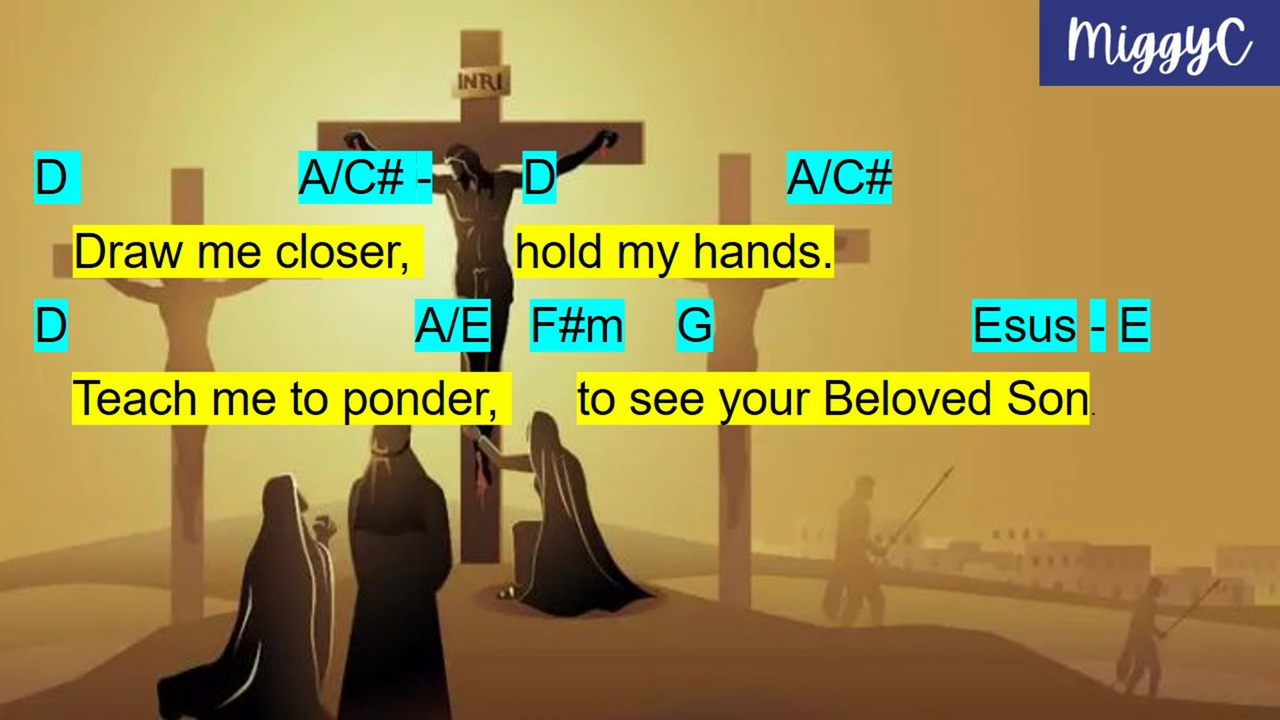 MiggyC
INRI
D A/C# - D A/C#
Draw me closer, hold my hands.
D A/E F#m G Esus - E
Teach me to ponder, to see your Beloved Son.